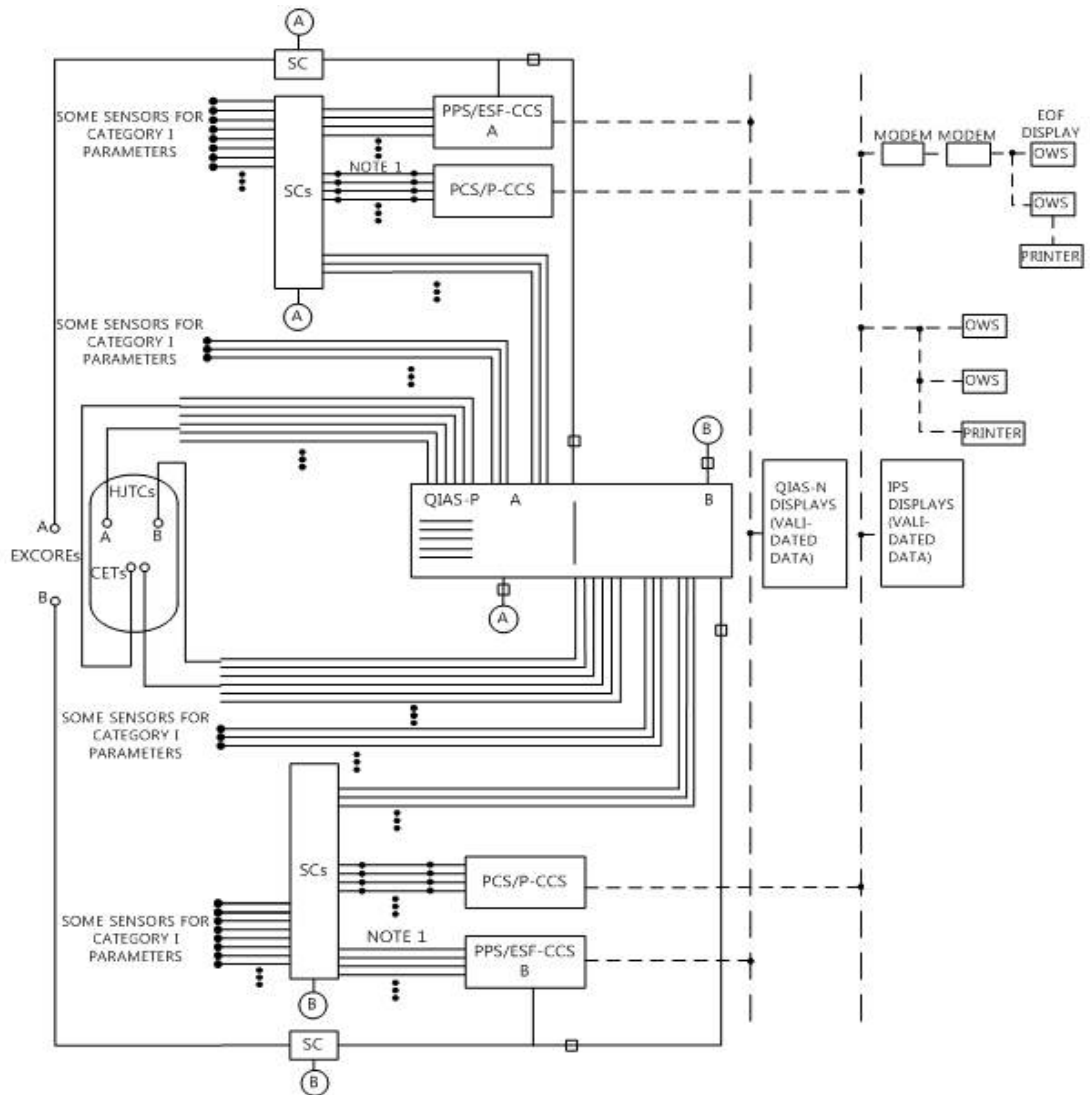 A
SC
SOME SENSORS FOR
CATEGORY I
PARAMETERS
PPS/ESF-CCS
A
NOTE 1
SCs
PCS/P-CCS
A
MODEM
MODEM
EOF
DISPLAY
OWS
OWS
PRINTER
SOME SENSORS FOR
CATEGORY I
PARAMETERS
OWS
OWS
PRINTER
B
HJTCs
A
B
A
EXCOREs
CETs
B
QIAS-P
A
B
A
QIAS-N
DISPLAYS
(VALI-
DATED
DATA)
IPS
DISPLAYS
(VALI-
DATED
DATA)
SOME SENSORS FOR
CATEGORY I
PARAMETERS
SCs
PCS/P-CCS
SOME SENSORS FOR
CATEGORY I
PARAMETERS
NOTE 1
PPS/ESF-CCS
B
B
SC
B